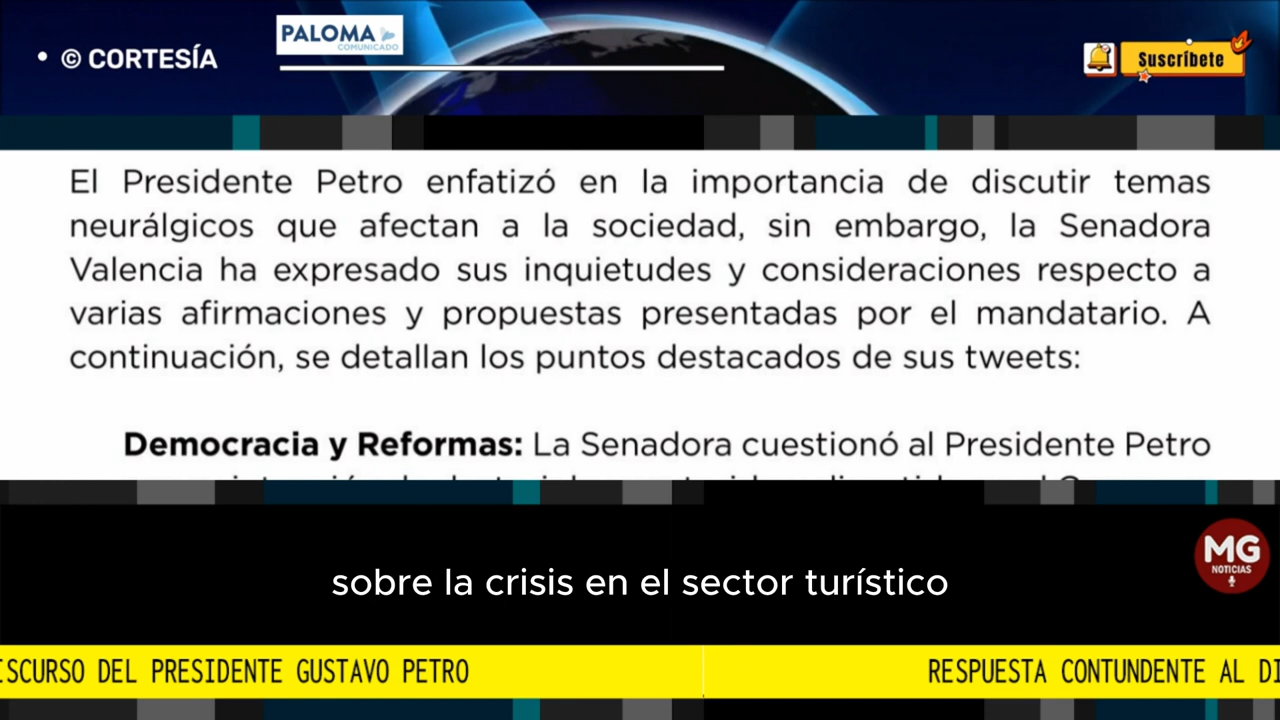 © CORTESÍA
PALOMA
COMUNICADO
Suscríbete
El Presidente Petro enfatizó en la importancia de discutir temas
neurálgicos que afectan a la sociedad, sin embargo, la Senadora
Valencia ha expresado sus inquietudes y consideraciones respecto a
varias afirmaciones y propuestas presentadas por el mandatario. A
continuación, se detallan los puntos destacados de sus tweets:
Democracia y Reformas: La Senadora cuestionó al Presidente Petro
sobre la crisis en el sector turístico
MG
NOTICIAS
DEL PRESIDENTE GUSTAVO PETRO
RESPUESTA CONTUNDENTE AL